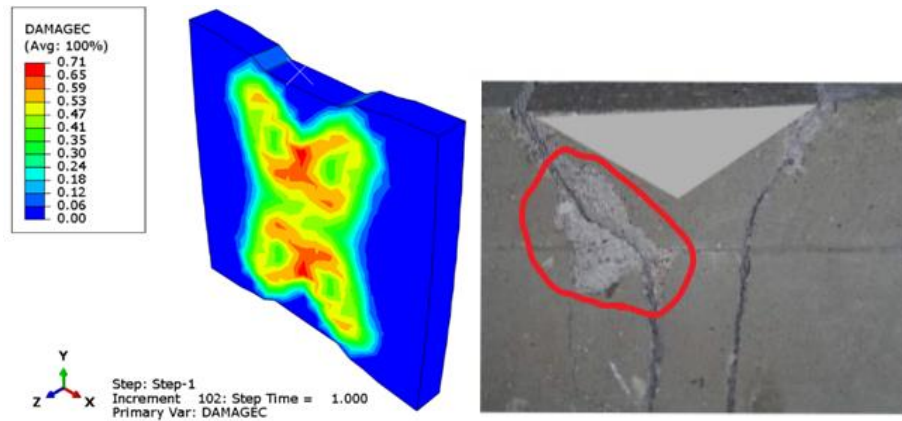 DAMAGEC
(Avg: 100%)
0.71
0.65
0.59
0.53
0.47
0.41
0.35
0.30
0.24
0.18
0.12
0.06
0.00
Y
Z X
Step: Step-1
Increment 102: Step Time = 1.000
Primary Var: DAMAGEC